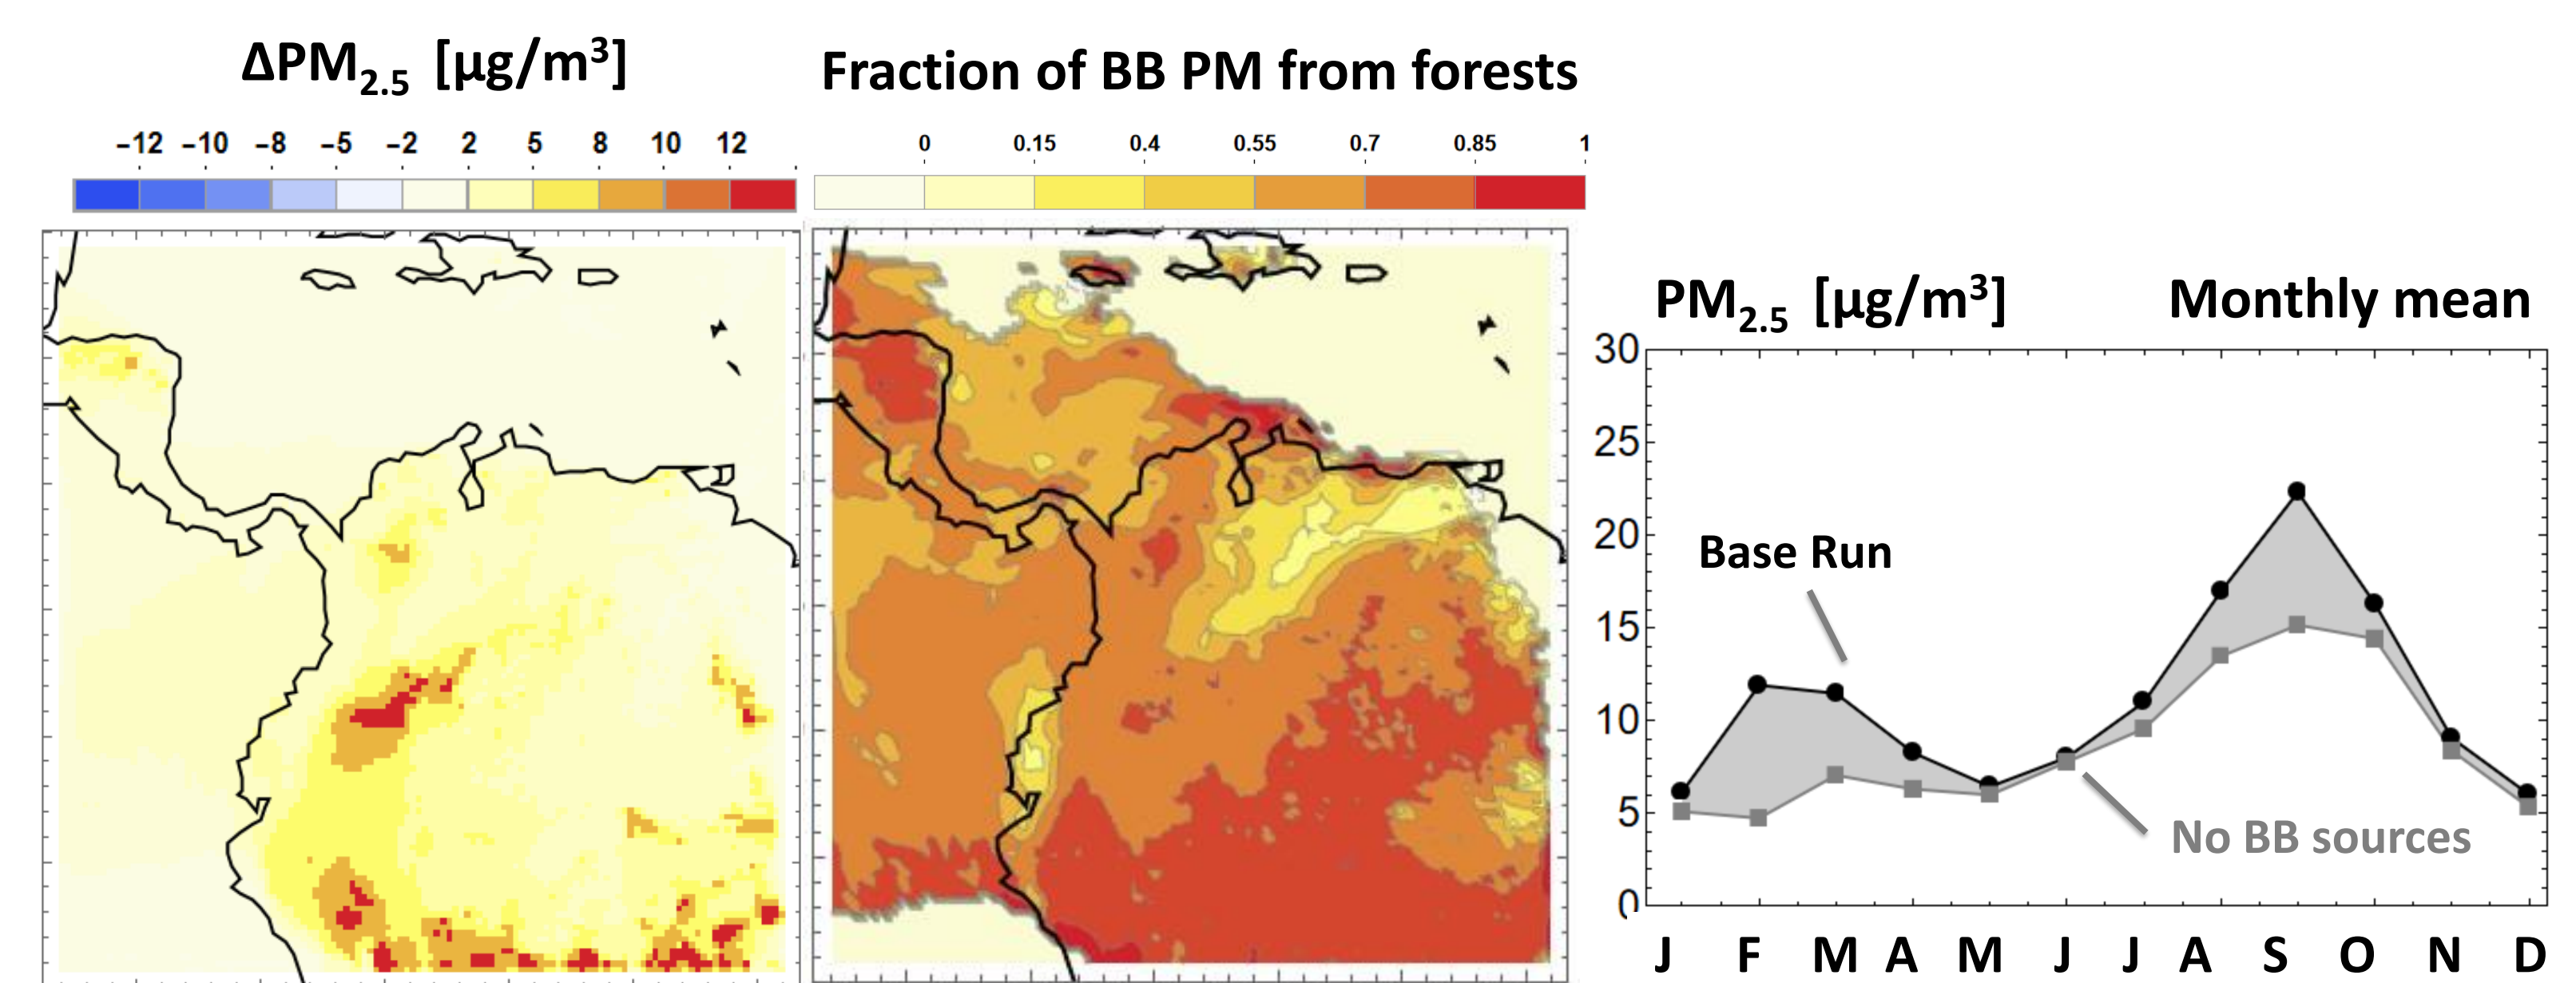 ΔPM2.5 [μg/m³]
−12 −10 −8 −5 −2 2 5 8 10 12
Fraction of BB PM from forests
0 0.15 0.4 0.55 0.7 0.85 1
PM2.5 [μg/m³] Monthly mean
30
25
20
15
10
5
0
Base Run
No BB sources
J F M A M J J A S O N D